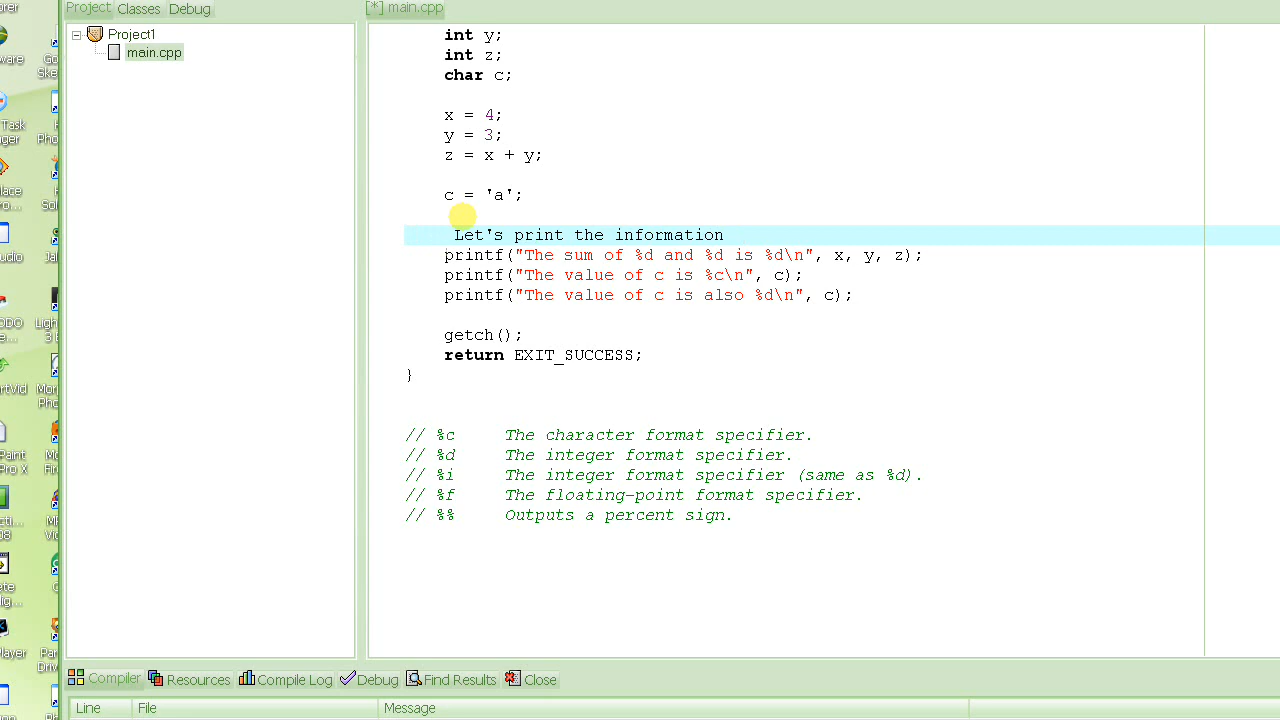 Project Classes Debug
[*] main.cpp
Project1
main.cpp
int y;
int z;
char c;
x = 4;
y = 3;
z = x + y;
c = 'a';
Let's print the information
printf("The sum of %d and %d is %d\n", x, y, z);
printf("The value of c is %c\n", c);
printf("The value of c is also %d\n", c);
getch();
return EXIT_SUCCESS;
}
// %c The character format specifier.
// %d The integer format specifier.
// %i The integer format specifier (same as %d).
// %f The floating-point format specifier.
// %% Outputs a percent sign.
Compiler Resources Compile Log Debug Find Results Close
Line File Message